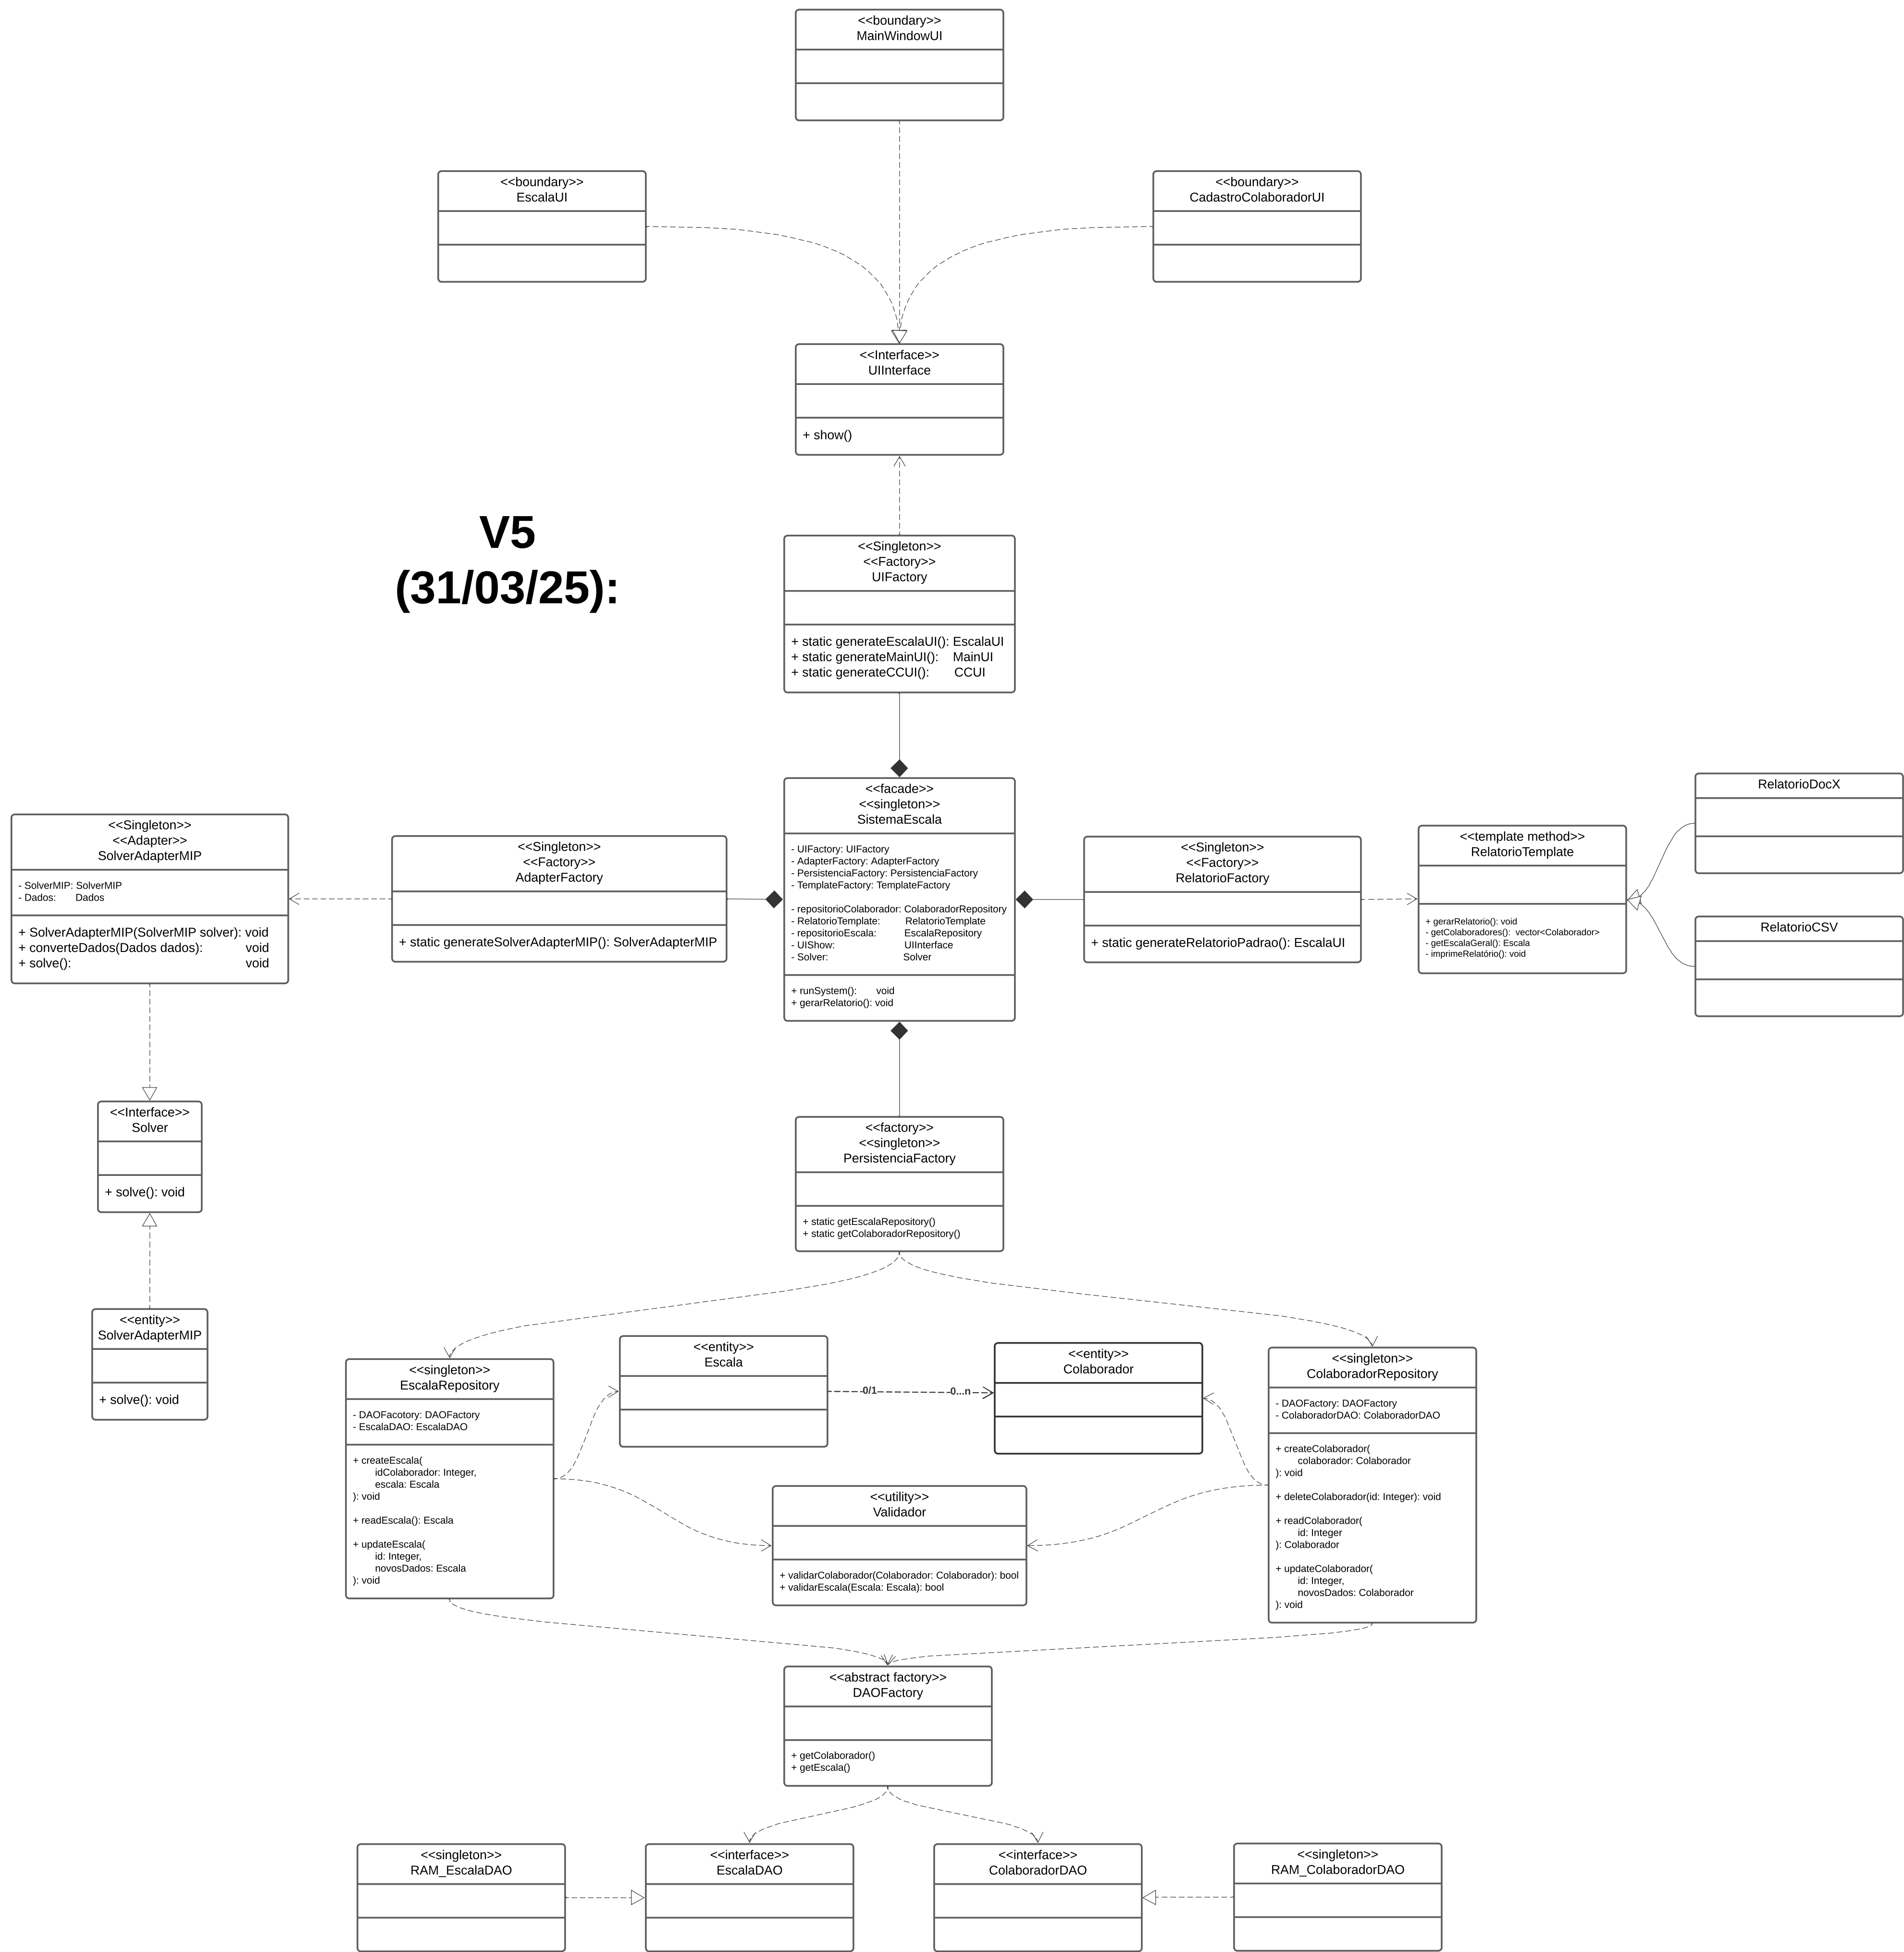 <<boundary>>
MainWindowUI
<<boundary>>
EscalaUI
<<boundary>>
CadastroColaboradorUI
<<Interface>>
UIInterface
+ show()
V5
(31/03/25):
<<Singleton>>
<<Factory>>
UIFactory
+ static generateEscalaUI(): EscalaUI
+ static generateMainUI(): MainUI
+ static generateCCUI(): CCUI
<<Singleton>>
<<Adapter>>
SolverAdapterMIP
- SolverMIP: SolverMIP
- Dados: Dados
+ SolverAdapterMIP(SolverMIP solver): void
+ converteDados(Dados dados): void
+ solve(): void
<<Singleton>>
<<Factory>>
AdapterFactory
+ static generateSolverAdapterMIP(): SolverAdapterMIP
<<facade>>
<<singleton>>
SistemaEscala
- UIFactory: UIFactory
- AdapterFactory: AdapterFactory
- PersistenciaFactory: PersistenciaFactory
- TemplateFactory: TemplateFactory
- repositorioColaborador: ColaboradorRepository
- RelatorioTemplate: RelatorioTemplate
- repositorioEscala: EscalaRepository
- UIShow: UIInterface
- Solver: Solver
+ runSystem(): void
+ gerarRelatorio(): void
<<Singleton>>
<<Factory>>
RelatorioFactory
+ static generateRelatorioPadrao(): EscalaUI
<<template method>>
RelatorioTemplate
+ gerarRelatorio(): void
- getColaboradores(): vector<Colaborador>
- getEscalaGeral(): Escala
- imprimeRelatório(): void
RelatorioDocX
RelatorioCSV
<<Interface>>
Solver
+ solve(): void
<<entity>>
SolverAdapterMIP
+ solve(): void
<<factory>>
<<singleton>>
PersistenciaFactory
+ static getEscalaRepository()
+ static getColaboradorRepository()
<<singleton>>
EscalaRepository
- DAOFacotory: DAOFactory
- EscalaDAO: EscalaDAO
+ createEscala(
idColaborador: Integer,
escala: Escala
): void
+ readEscala(): Escala
+ updateEscala(
id: Integer,
novosDados: Escala
): void
<<entity>>
Escala
0/1
0...n
<<entity>>
Colaborador
<<utility>>
Validador
+ validarColaborador(Colaborador: Colaborador): bool
+ validarEscala(Escala: Escala): bool
<<singleton>>
ColaboradorRepository
- DAOFactory: DAOFactory
- ColaboradorDAO: ColaboradorDAO
+ createColaborador(
colaborador: Colaborador
): void
+ deleteColaborador(id: Integer): void
+ readColaborador(
id: Integer
): Colaborador
+ updateColaborador(
id: Integer,
novosDados: Colaborador
): void
<<abstract factory>>
DAOFactory
+ getColaborador()
+ getEscala()
<<singleton>>
RAM_EscalaDAO
<<interface>>
EscalaDAO
<<interface>>
ColaboradorDAO
<<singleton>>
RAM_ColaboradorDAO